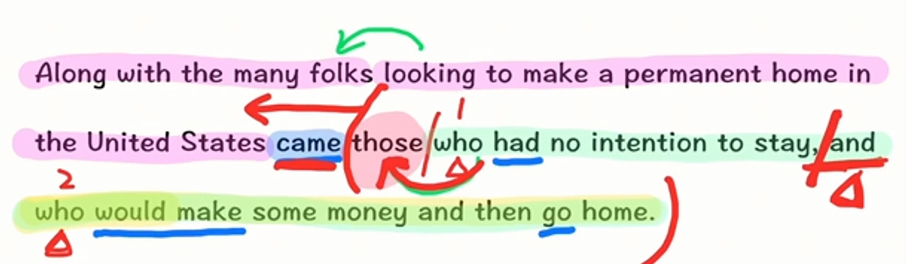 Along with the many folks looking to make a permanent home in
1
the United States came those who had no intention to stay, and
2
who would make some money and then go home.